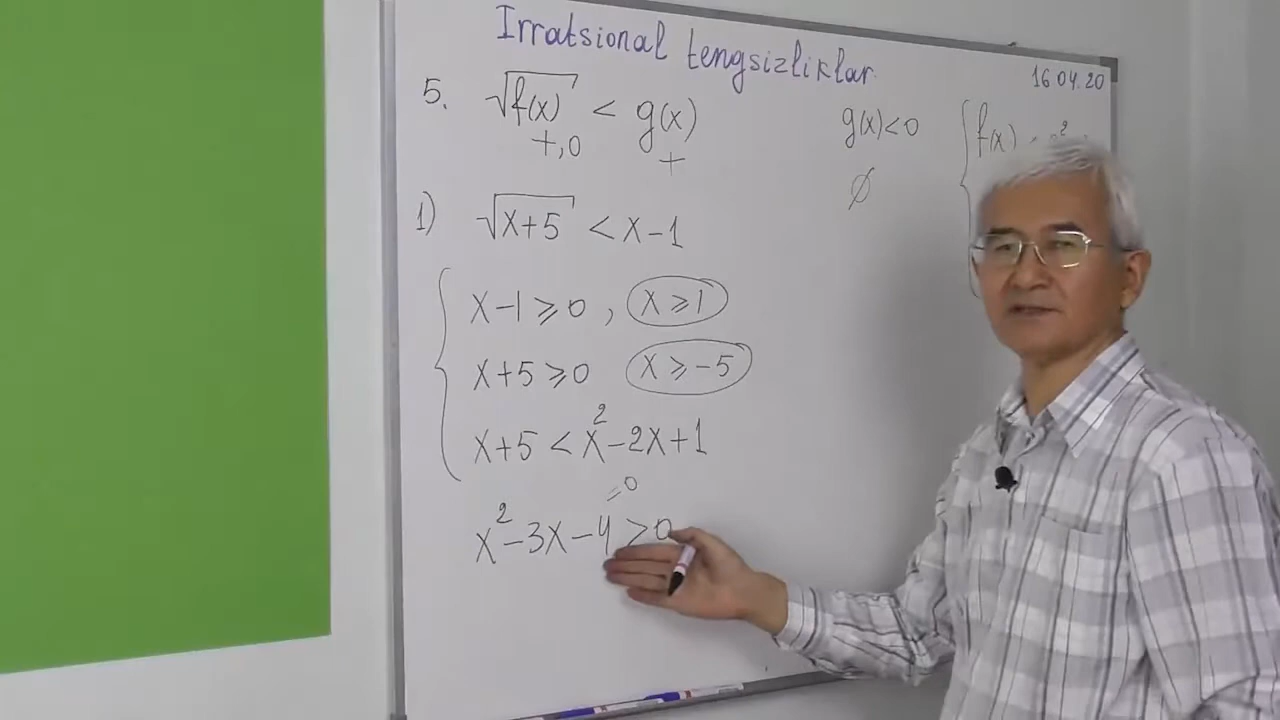 Irratsional tengsizliklar
16.04.20
5. √f(x) < g(x)
+,0 +
g(x)<0
∅
{ f(x)
1) √x+5 < x-1
{ x-1 ⩾ 0, x ⩾ 1
x+5 ⩾ 0 x ⩾ -5
x+5 < x²-2x+1
=0
x²-3x-4 > 0